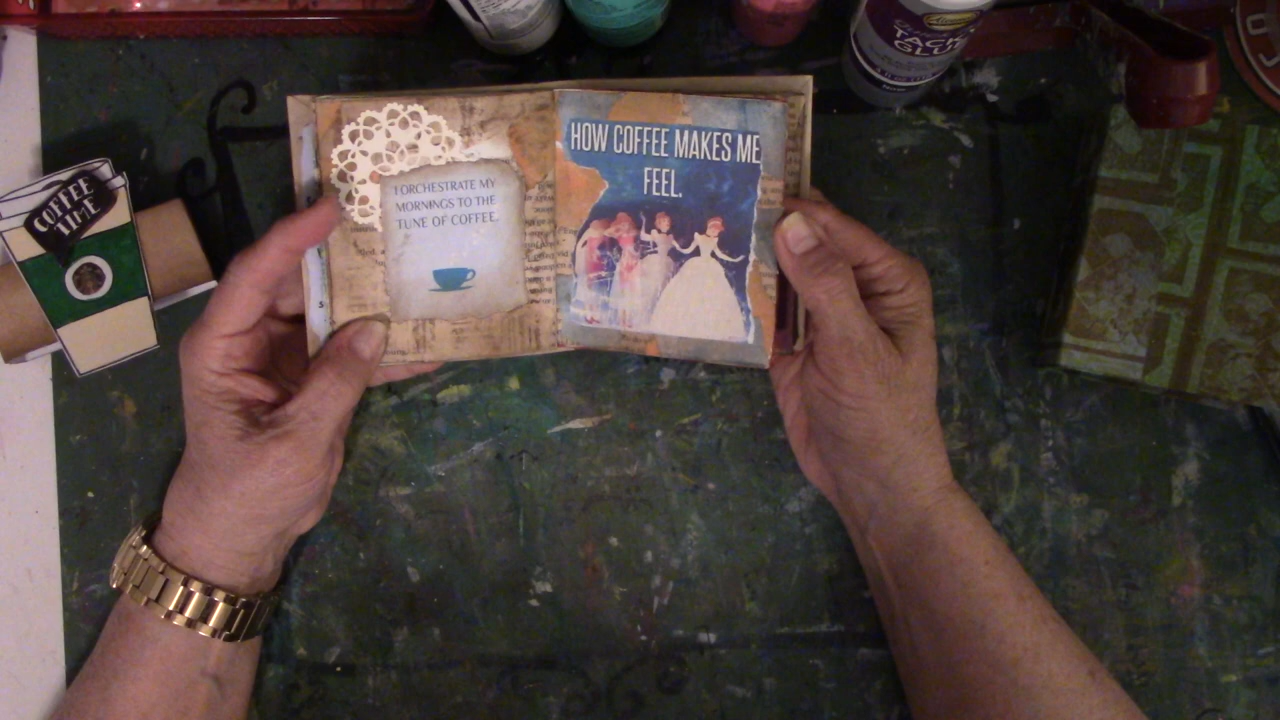 COFFEE
TIME
I ORCHESTRATE MY
MORNINGS TO THE
TUNE OF COFFEE.
HOW COFFEE MAKES ME
FEEL.
TACKY
GLUE